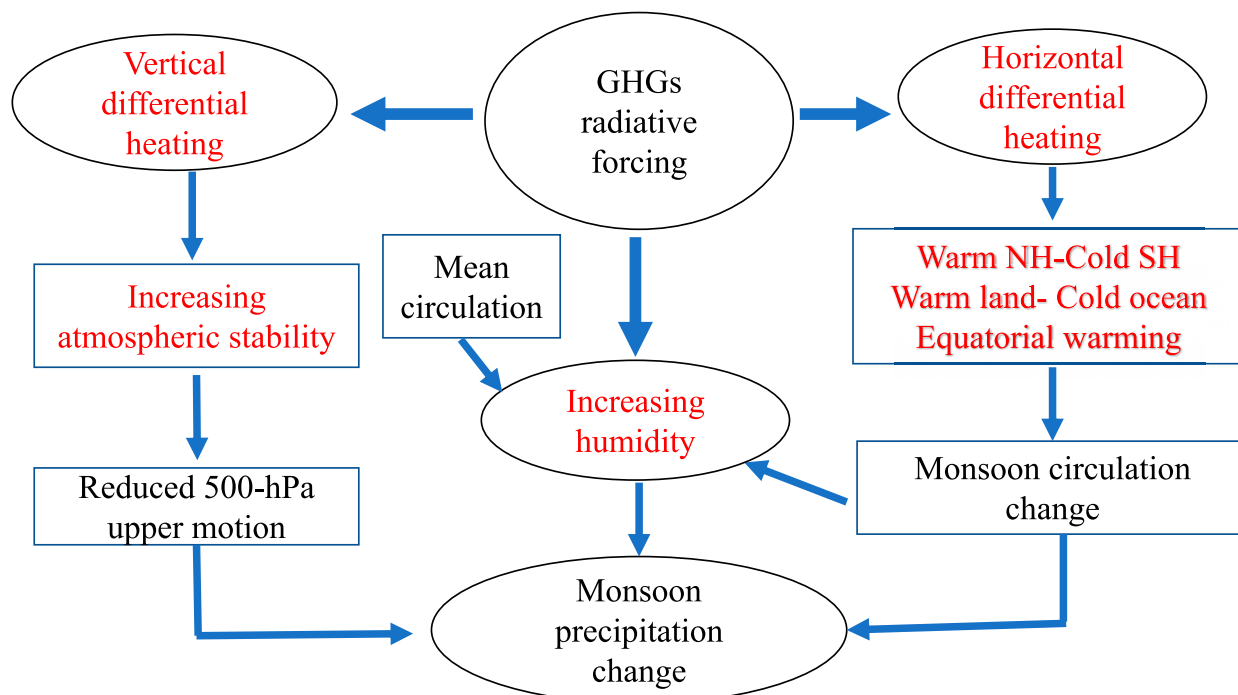 Vertical
differential
heating
GHGs
radiative
forcing
Horizontal
differential
heating
Increasing
atmospheric stability
Mean
circulation
Warm NH-Cold SH
Warm land- Cold ocean
Equatorial warming
Increasing
humidity
Reduced 500-hPa
upper motion
Monsoon circulation
change
Monsoon
precipitation
change